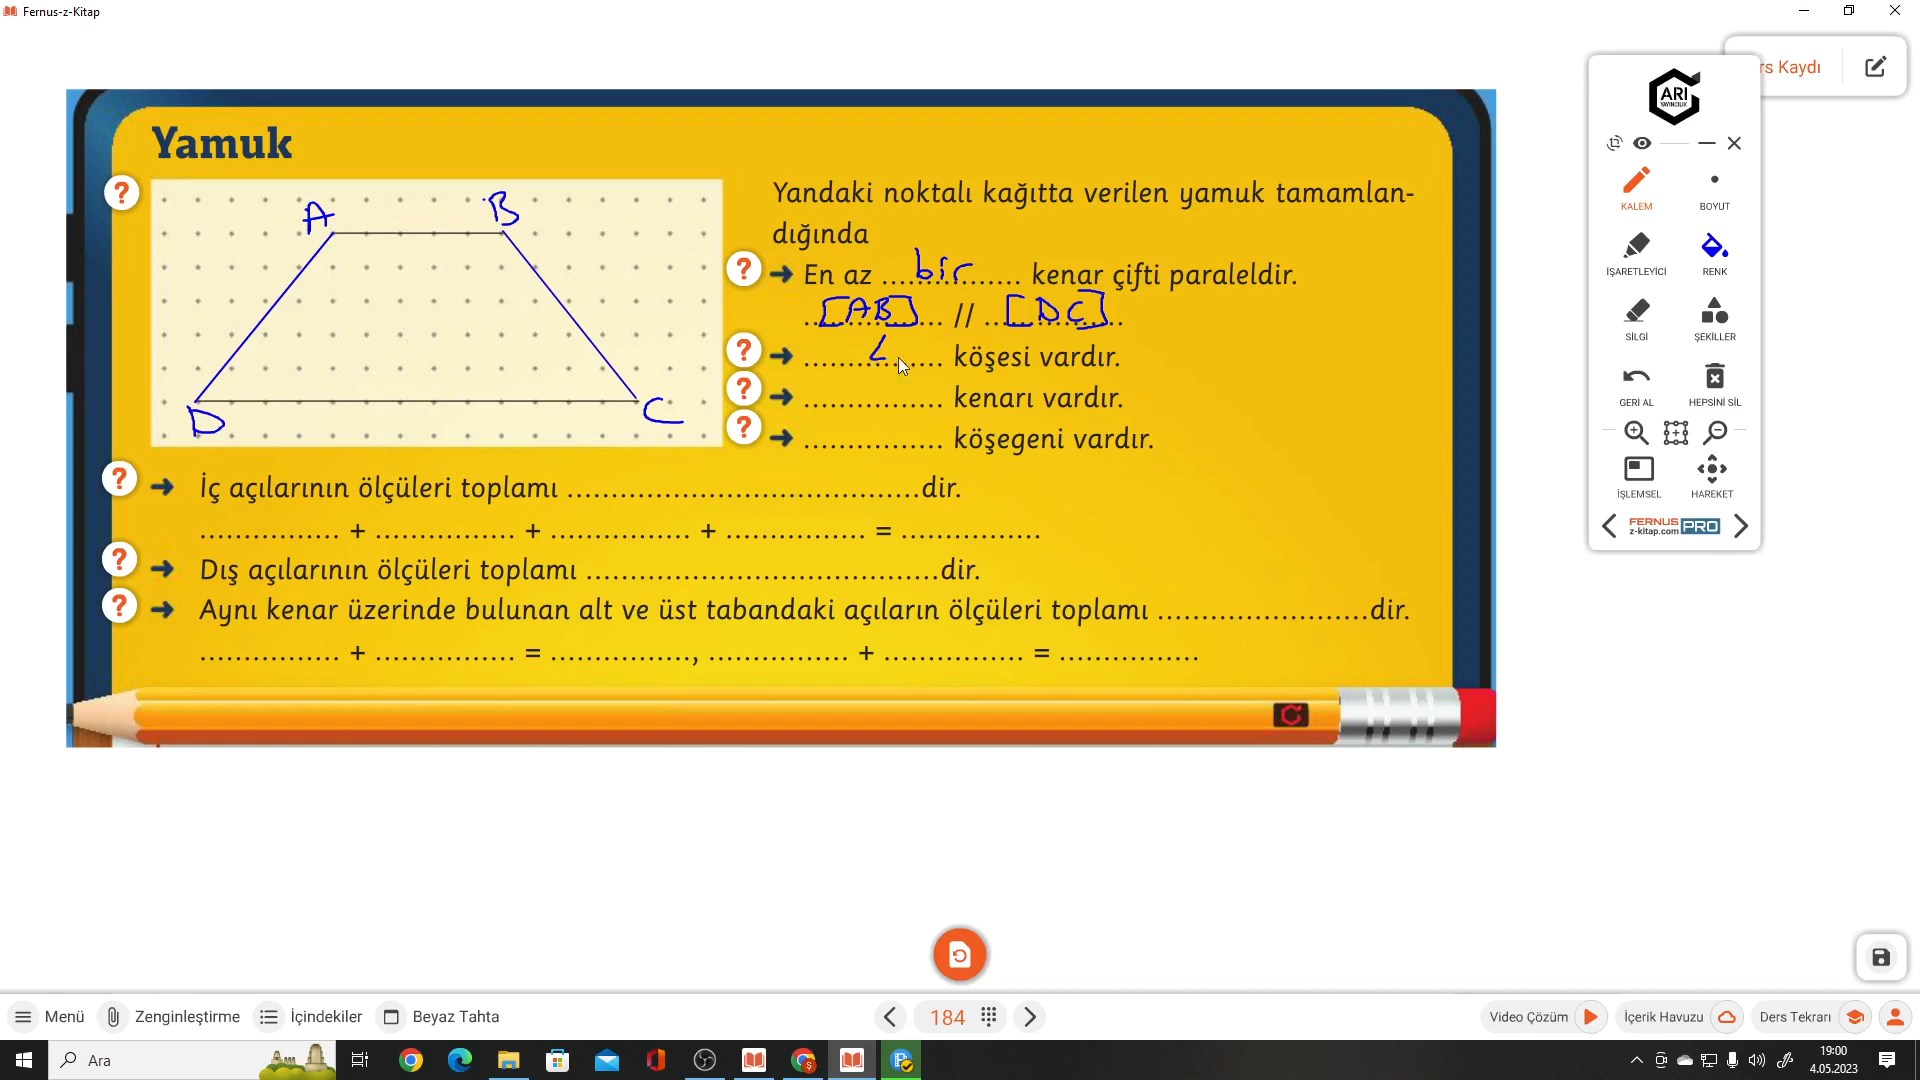 Fernus-z-Kitap
rs Kaydı
ARI
YAYINCILIK
Yamuk
A B
D C
Yandaki noktalı kağıtta verilen yamuk tamamlan-
dığında
En az ....bir.... kenar çifti paraleldir.
[AB] // [DC]
................ köşesi vardır.
................ kenarı vardır.
................ köşegeni vardır.
İç açılarının ölçüleri toplamı ........................................dir.
................ + ................ + ................ + ................ = ................
Dış açılarının ölçüleri toplamı ........................................dir.
Aynı kenar üzerinde bulunan alt ve üst tabandaki açıların ölçüleri toplamı ........................dir.
................ + ................ = ................, ................ + ................ = ................
KALEM BOYUT
İŞARETLEYİCİ RENK
SİLGİ ŞEKİLLER
GERİ AL HEPSİNİ SİL
İŞLEMSEL HAREKET
FERNUS z-kitap.com PRO
Menü Zenginleştirme İçindekiler Beyaz Tahta 184 Video Çözüm İçerik Havuzu Ders Tekrarı
Ara
19:00
4.05.2023